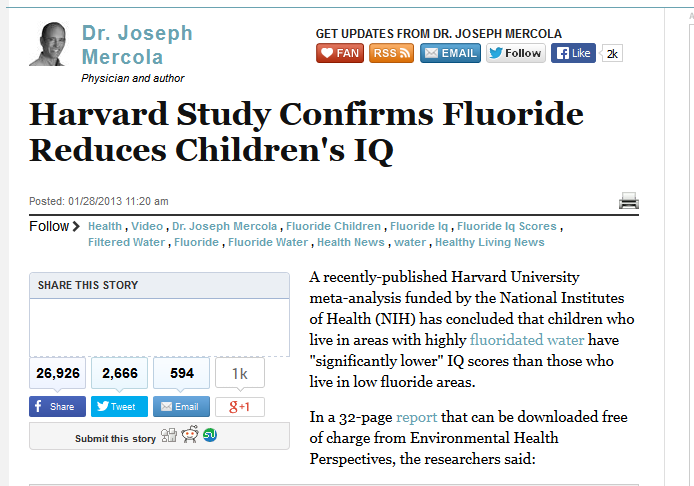 Dr. Joseph
Mercola
Physician and author
GET UPDATES FROM DR. JOSEPH MERCOLA
FAN RSS EMAIL Follow Like 2k
Harvard Study Confirms Fluoride
Reduces Children's IQ
Posted: 01/28/2013 11:20 am
Follow Health , Video , Dr. Joseph Mercola , Fluoride Children , Fluoride Iq , Fluoride Iq Scores ,
Filtered Water , Fluoride , Fluoride Water , Health News , water , Healthy Living News
SHARE THIS STORY
26,926 2,666 594 1k
f Share Tweet Email g+1
Submit this story
A recently-published Harvard University
meta-analysis funded by the National Institutes
of Health (NIH) has concluded that children who
live in areas with highly fluoridated water have
"significantly lower" IQ scores than those who
live in low fluoride areas.
In a 32-page report that can be downloaded free
of charge from Environmental Health
Perspectives, the researchers said: